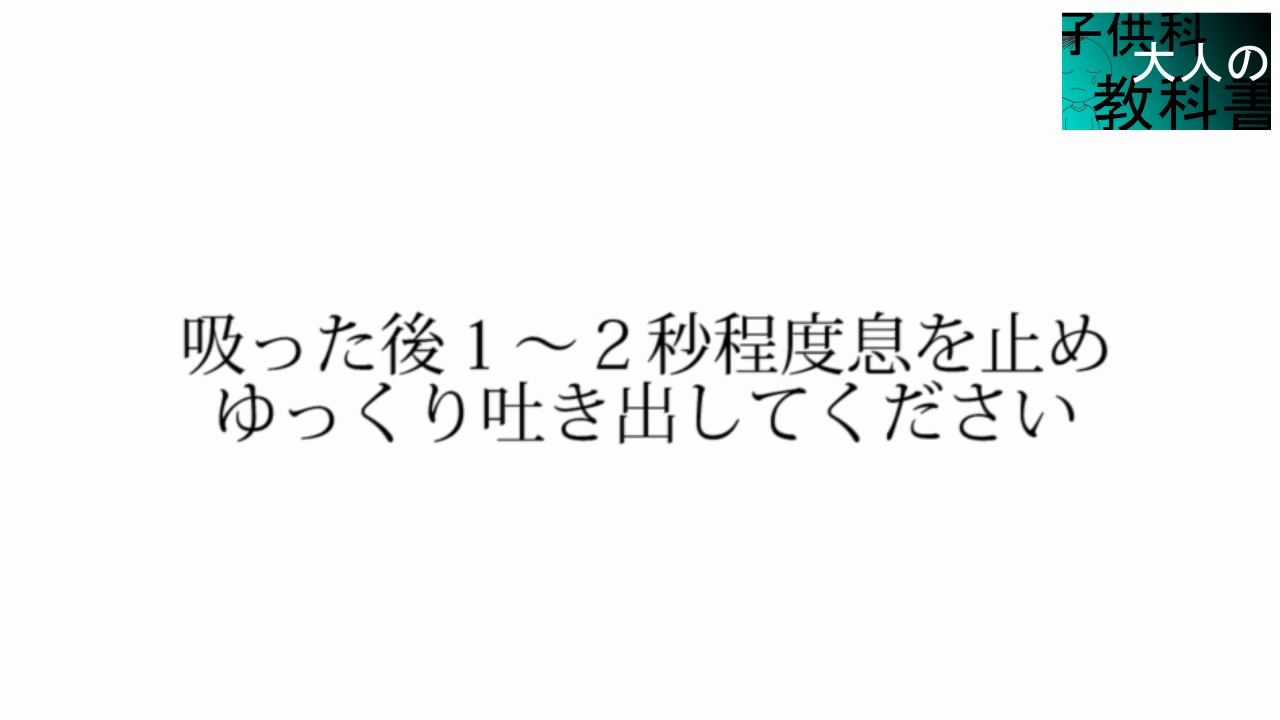 子供科
大人の
教科書
吸った後１～２秒程度息を止め
ゆっくり吐き出してください